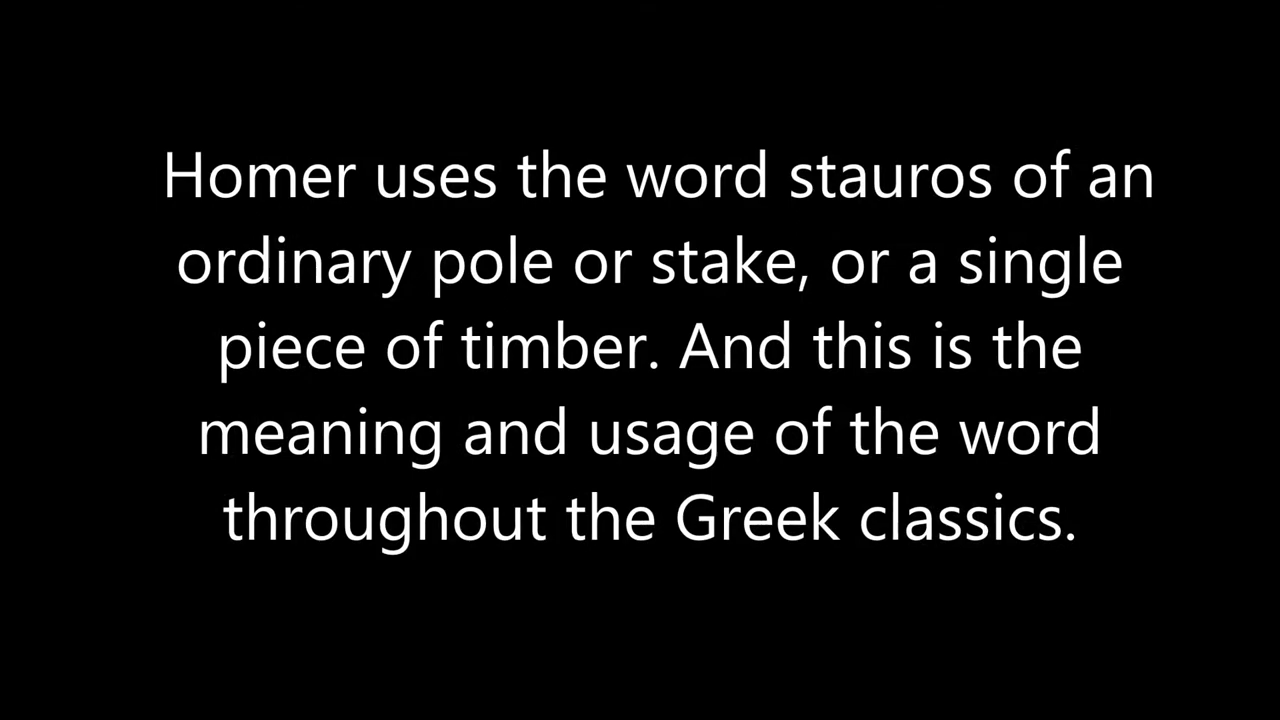 Homer uses the word stauros of an
ordinary pole or stake, or a single
piece of timber. And this is the
meaning and usage of the word
throughout the Greek classics.